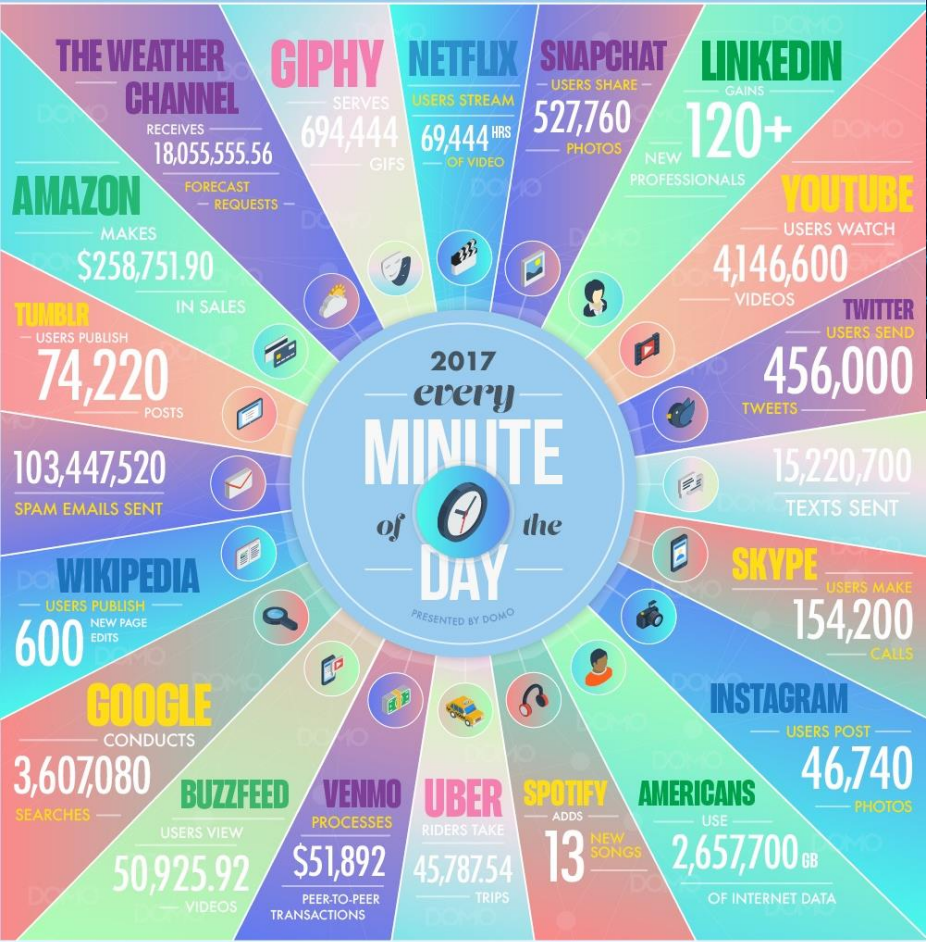 THE WEATHER
CHANNEL
RECEIVES
18,055,555.56
FORECAST
REQUESTS
GIPHY
SERVES
694,444
GIFS
NETFLIX
USERS STREAM
69,444 HRS
OF VIDEO
SNAPCHAT
USERS SHARE
527,760
PHOTOS
LINKEDIN
GAINS
120+
NEW
PROFESSIONALS
YOUTUBE
USERS WATCH
4,146,600
VIDEOS
TWITTER
USERS SEND
456,000
TWEETS
15,220,700
TEXTS SENT
SKYPE
USERS MAKE
154,200
CALLS
INSTAGRAM
USERS POST
46,740
PHOTOS
AMERICANS
USE
2,657,700 GB
OF INTERNET DATA
SPOTIFY
ADDS
13 NEW
SONGS
UBER
RIDERS TAKE
45,787.54
TRIPS
VENMO
PROCESSES
$51,892
PEER-TO-PEER
TRANSACTIONS
BUZZFEED
USERS VIEW
50,925.92
VIDEOS
GOOGLE
CONDUCTS
3,607,080
SEARCHES
WIKIPEDIA
USERS PUBLISH
600 NEW PAGE
EDITS
103,447,520
SPAM EMAILS SENT
TUMBLR
USERS PUBLISH
74,220
POSTS
AMAZON
MAKES
$258,751.90
IN SALES
2017
every
MINUTE
of the
DAY
PRESENTED BY DOMO
DOMO